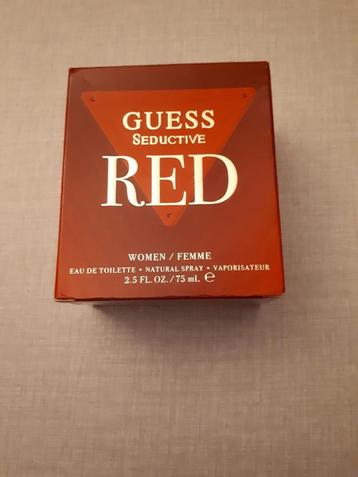 GUESS
SEDUCTIVE
RED
WOMEN / FEMME
EAU DE TOILETTE • NATURAL SPRAY • VAPORISATEUR
2.5 FL. OZ. / 75 mL ℮